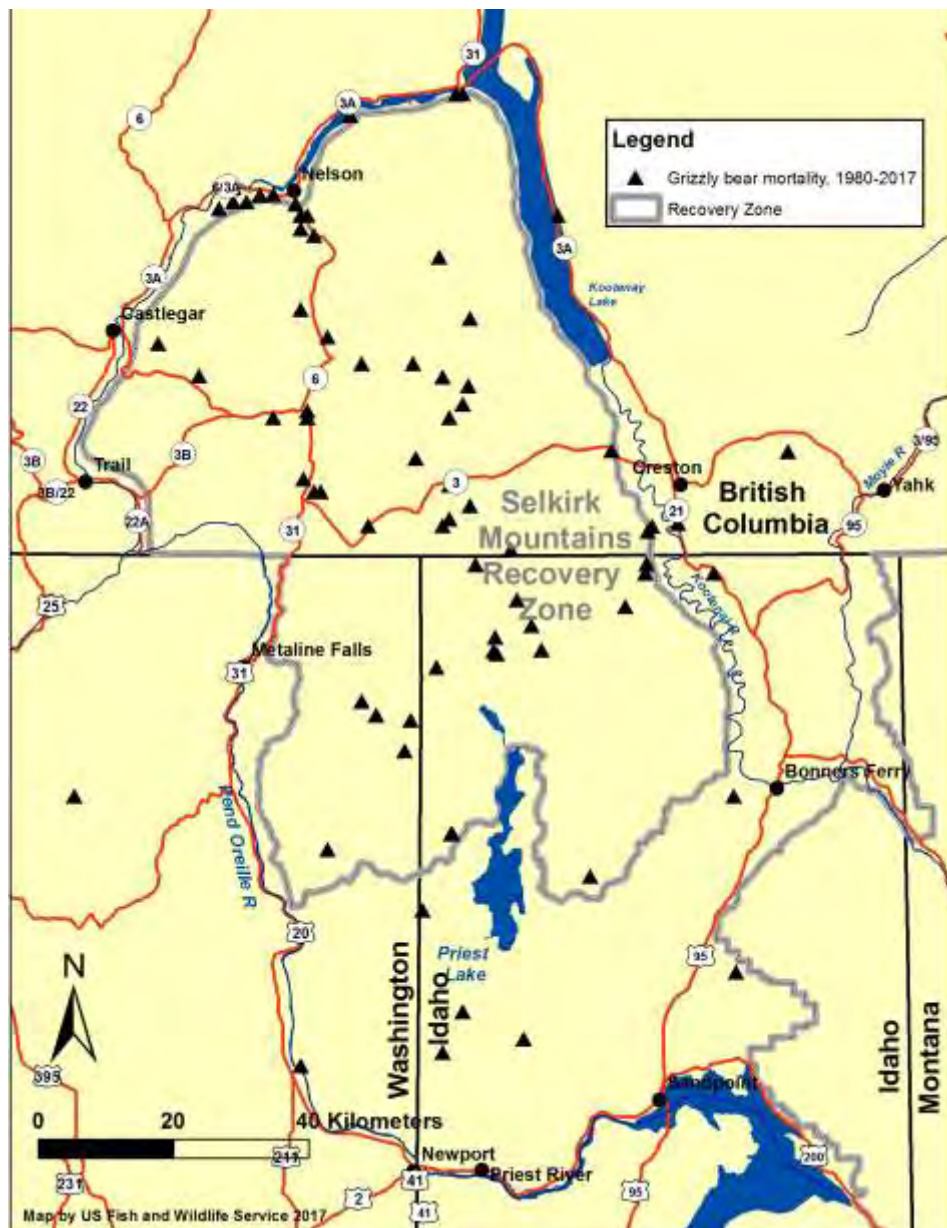 31
6
3A
Legend
Grizzly bear mortality, 1980-2017
Recovery Zone
Nelson
6/3A
3A
3A
Kootenay
Lake
Castlegar
6
22
3B
3B
Trail
3B/22
22A
3
Creston
3/95
Moyie R
Yahk
Selkirk
Mountains
Recovery
Zone
British
Columbia
21
95
31
25
Kootenai R
Metaline Falls
31
Bonners Ferry
Pend Oreille R
20
Priest
Lake
95
N
Washington
Idaho
Idaho
Montana
395
Sandpoint
0 20 40 Kilometers
211
231
Newport
41
Priest River
2
41
95
200
Map by US Fish and Wildlife Service 2017